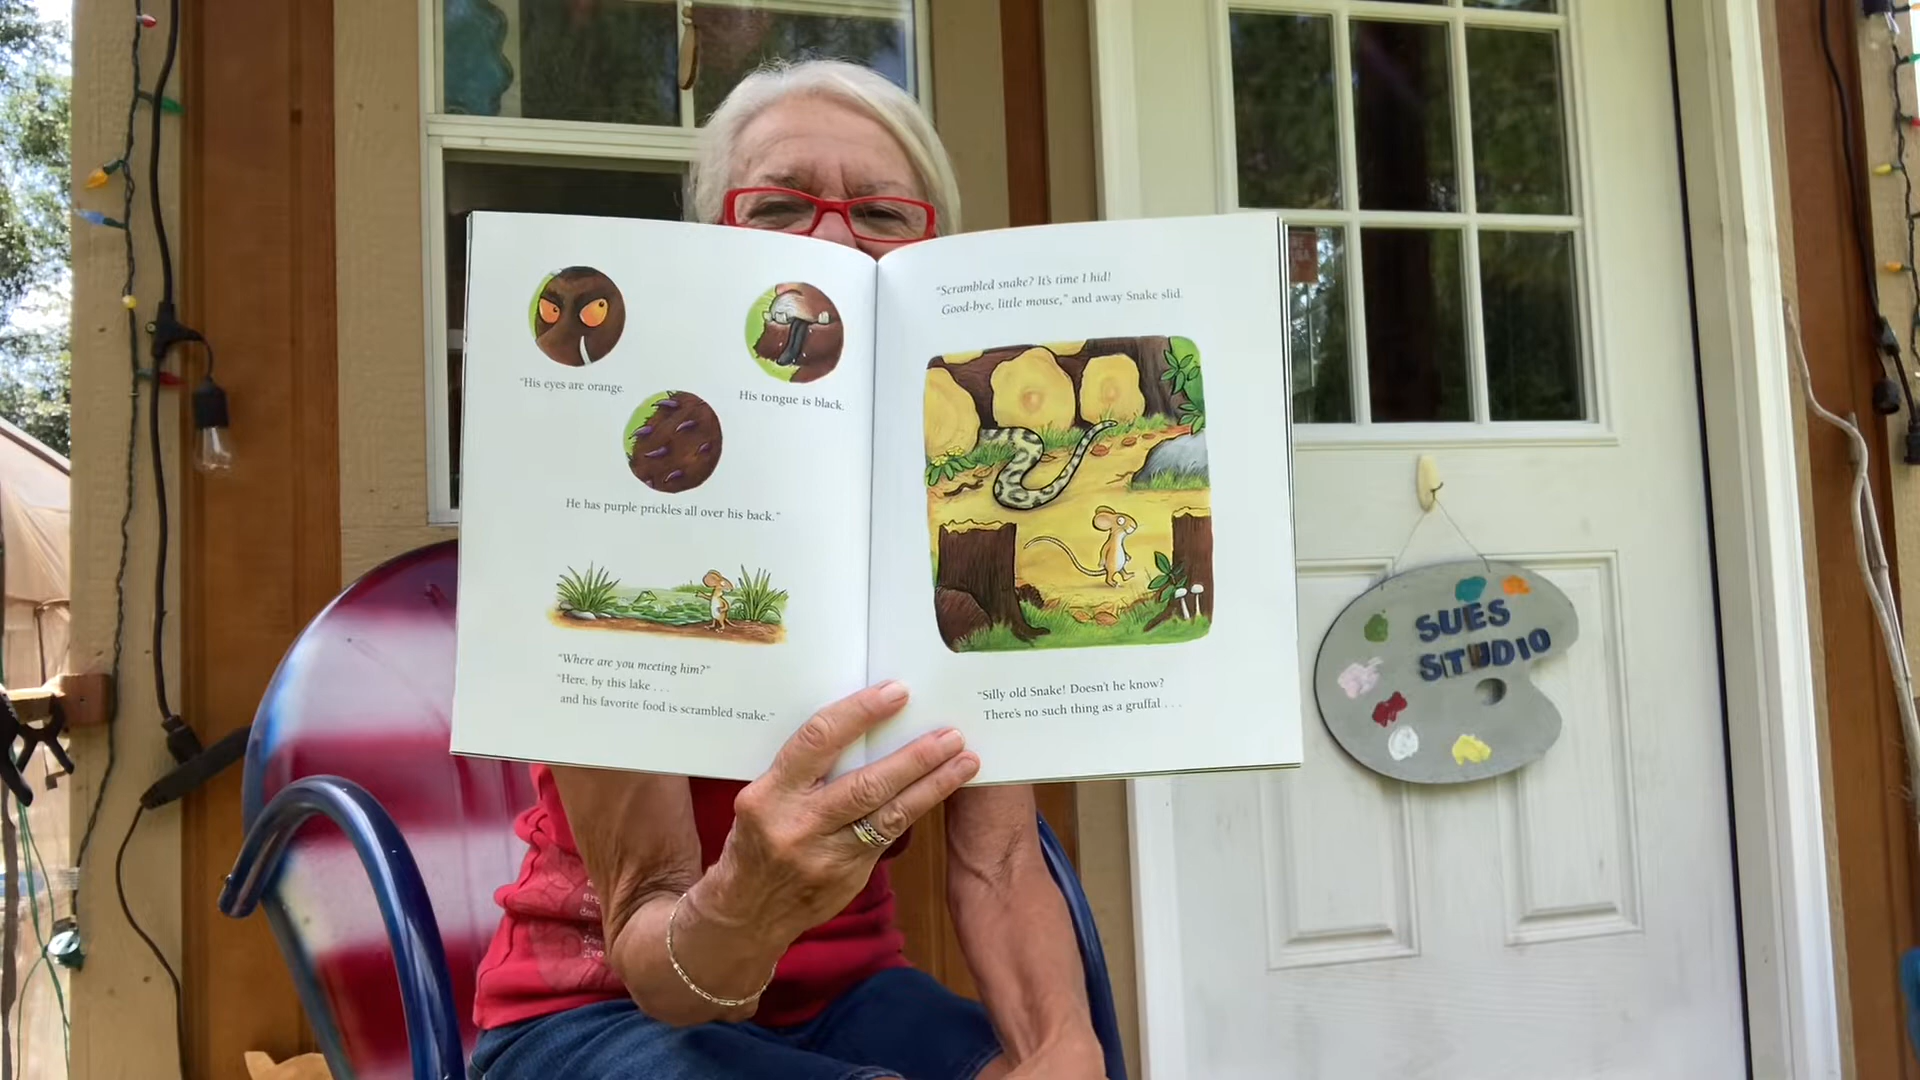 "His eyes are orange.
His tongue is black.
He has purple prickles all over his back."
"Where are you meeting him?"
"Here, by this lake . . .
and his favorite food is scrambled snake."
"Scrambled snake? It's time I hid!
Good-bye, little mouse," and away Snake slid.
"Silly old Snake! Doesn't he know?
There's no such thing as a gruffal . . .
SUES
STUDIO